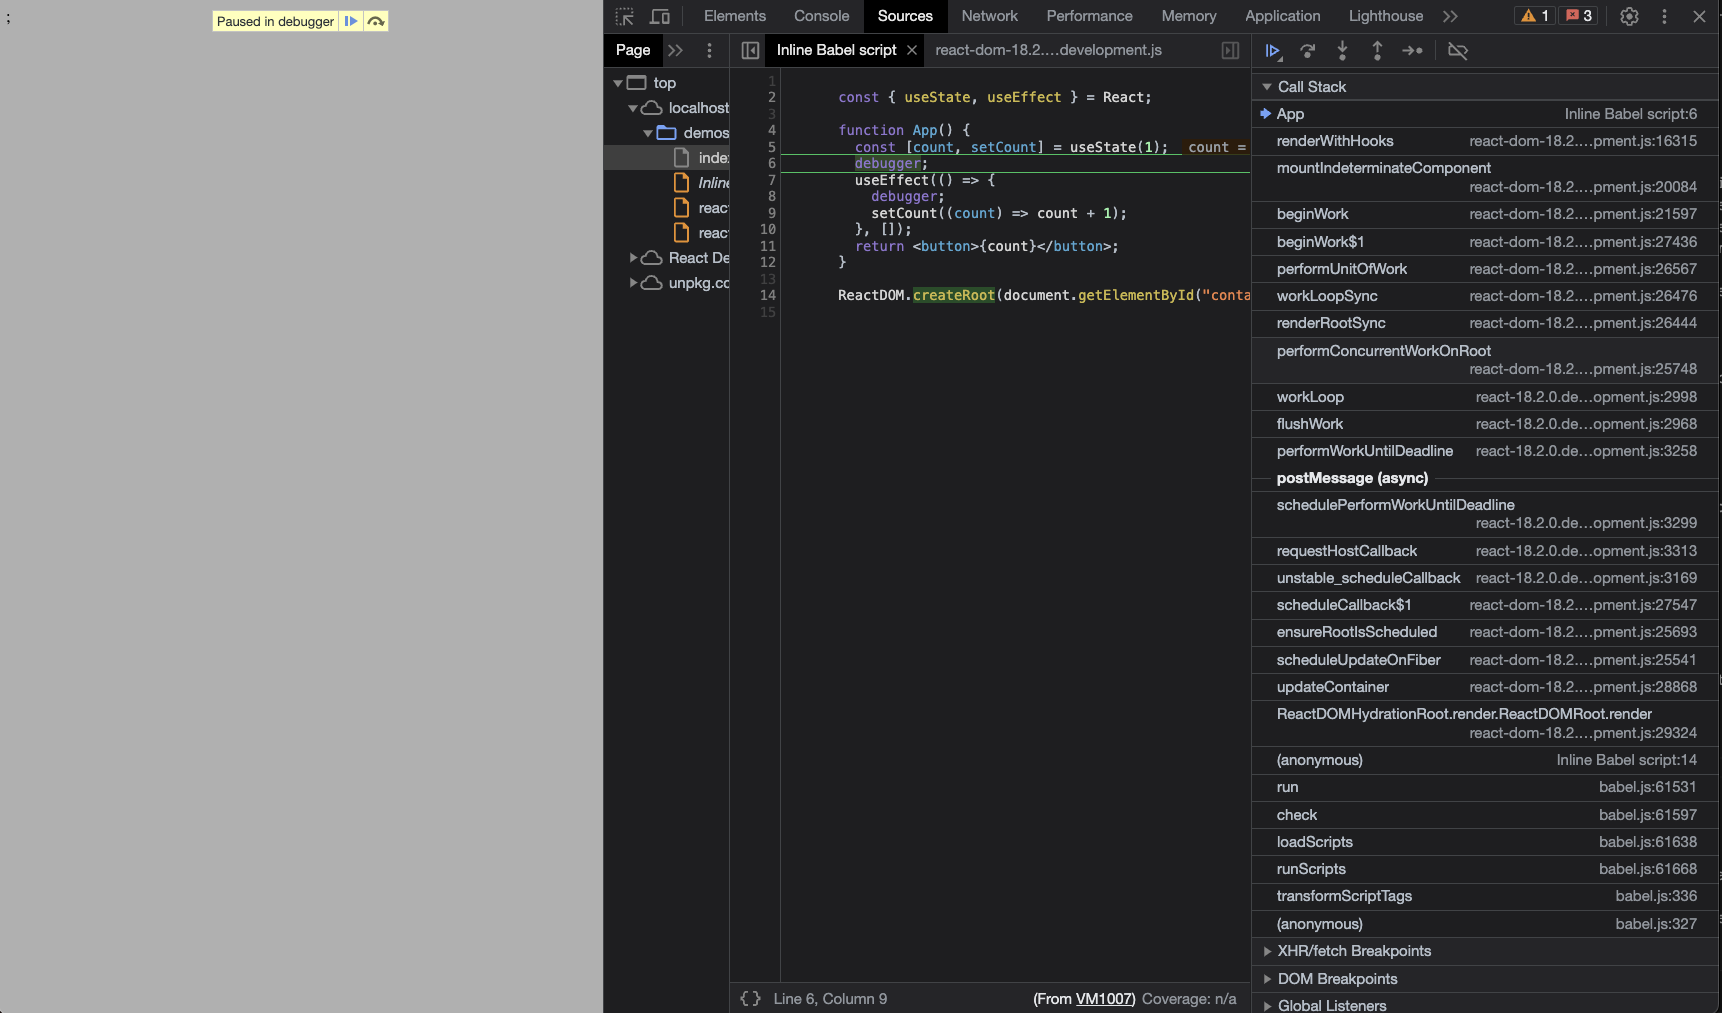 ;
Paused in debugger
Elements Console Sources Network Performance Memory Application Lighthouse 1 3
Page
Inline Babel script react-dom-18.2....development.js
top
localhost
demos
inde
Inline
reac
reac
React De
unpkg.co
1
2 const { useState, useEffect } = React;
3
4 function App() {
5 const [count, setCount] = useState(1); count =
6 debugger;
7 useEffect(() => {
8 debugger;
9 setCount((count) => count + 1);
10 }, []);
11 return <button>{count}</button>;
12 }
13
14 ReactDOM.createRoot(document.getElementById("conta
15
{ } Line 6, Column 9 (From VM1007) Coverage: n/a
Call Stack
App Inline Babel script:6
renderWithHooks react-dom-18.2....pment.js:16315
mountIndeterminateComponent
react-dom-18.2....pment.js:20084
beginWork react-dom-18.2....pment.js:21597
beginWork$1 react-dom-18.2....pment.js:27436
performUnitOfWork react-dom-18.2....pment.js:26567
workLoopSync react-dom-18.2....pment.js:26476
renderRootSync react-dom-18.2....pment.js:26444
performConcurrentWorkOnRoot
react-dom-18.2....pment.js:25748
workLoop react-18.2.0.de...opment.js:2998
flushWork react-18.2.0.de...opment.js:2968
performWorkUntilDeadline react-18.2.0.de...opment.js:3258
postMessage (async)
schedulePerformWorkUntilDeadline
react-18.2.0.de...opment.js:3299
requestHostCallback react-18.2.0.de...opment.js:3313
unstable_scheduleCallback react-18.2.0.de...opment.js:3169
scheduleCallback$1 react-dom-18.2....pment.js:27547
ensureRootIsScheduled react-dom-18.2....pment.js:25693
scheduleUpdateOnFiber react-dom-18.2....pment.js:25541
updateContainer react-dom-18.2....pment.js:28868
ReactDOMHydrationRoot.render.ReactDOMRoot.render
react-dom-18.2....pment.js:29324
(anonymous) Inline Babel script:14
run babel.js:61531
check babel.js:61597
loadScripts babel.js:61638
runScripts babel.js:61668
transformScriptTags babel.js:336
(anonymous) babel.js:327
XHR/fetch Breakpoints
DOM Breakpoints
Global Listeners